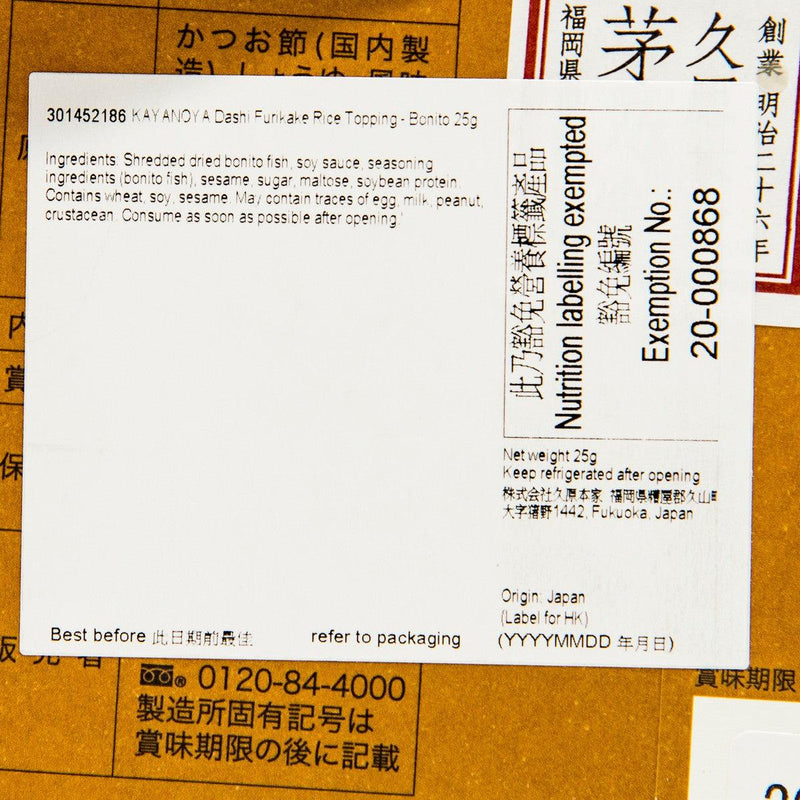 かつお節(国内製
造)
茅
久
福岡県
創業明治二十六年
301452186 KAYANOYA Dashi Furikake Rice Topping - Bonito 25g
Ingredients: Shredded dried bonito fish, soy sauce, seasoning
ingredients (bonito fish), sesame, sugar, maltose, soybean protein.
Contains wheat, soy, sesame. May contain traces of egg, milk, peanut,
crustacean. Consume as soon as possible after opening.
此乃豁免營養標籤產品
Nutrition labelling exempted
豁免編號
Exemption No.:
20-000868
Net weight 25g
Keep refrigerated after opening
株式会社久原本家 福岡県糟屋郡久山町
大字猪野1442, Fukuoka, Japan
Origin: Japan
(Label for HK)
Best before 此日期前最佳 refer to packaging (YYYYMMDD 年月日)
内
賞
保
販売者
0120-84-4000
製造所固有記号は
賞味期限の後に記載
賞味期限